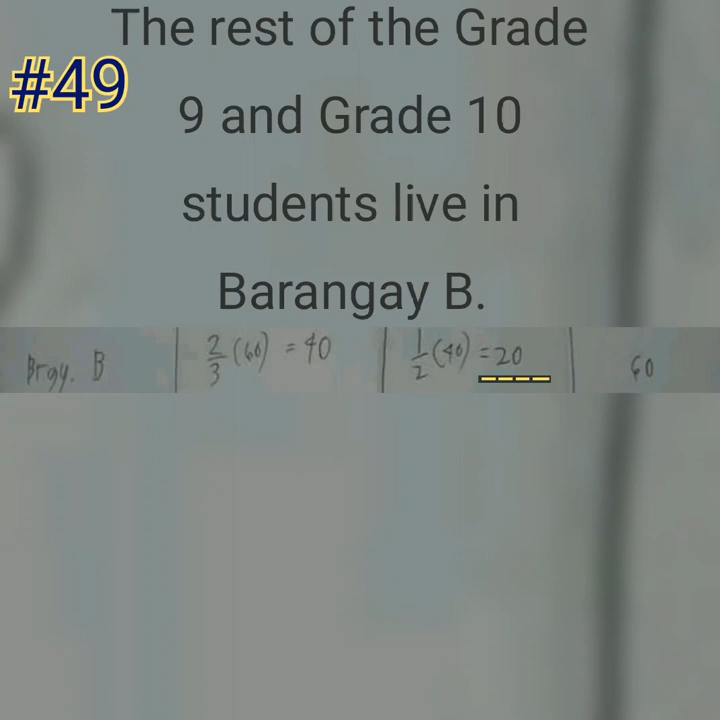 The rest of the Grade
#49
9 and Grade 10
students live in
Barangay B.
Brgy. B | 2/3 (60) = 40 | 1/2 (40) = 20 | 60